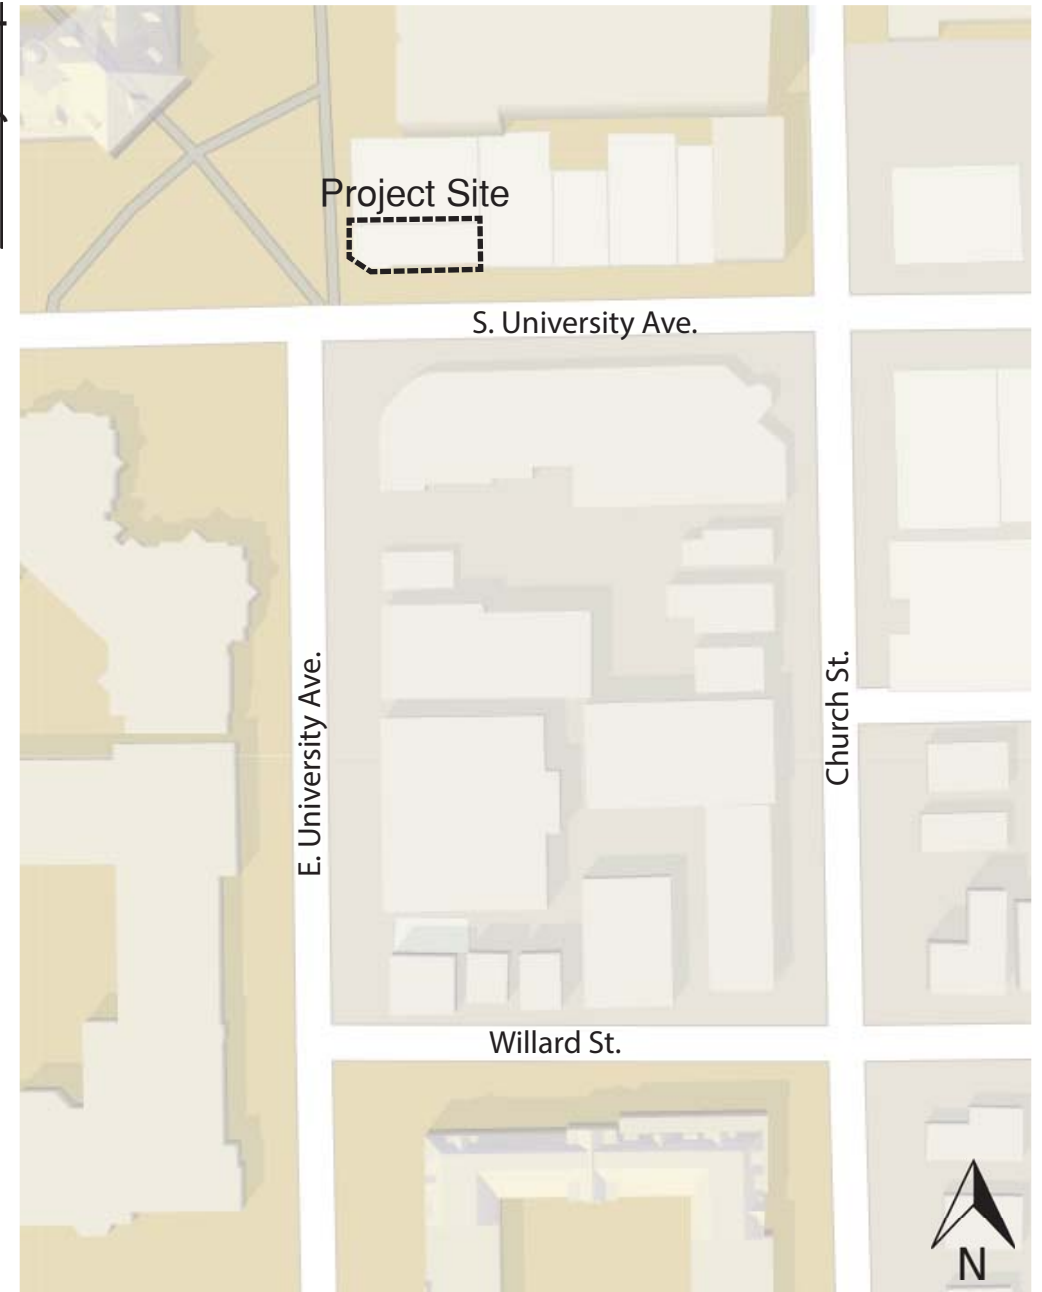 Project Site
S. University Ave.
E. University Ave.
Church St.
Willard St.
N